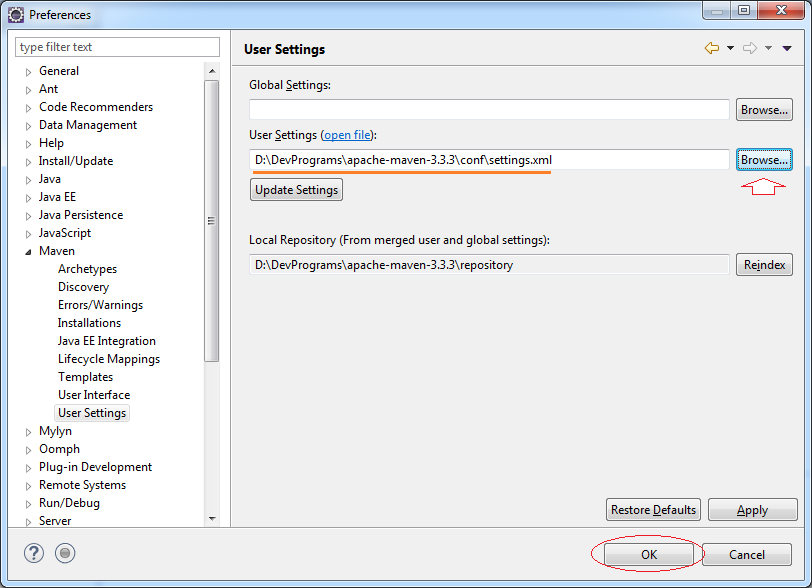 Preferences
type filter text
General
Ant
Code Recommenders
Data Management
Help
Install/Update
Java
Java EE
Java Persistence
JavaScript
Maven
Archetypes
Discovery
Errors/Warnings
Installations
Java EE Integration
Lifecycle Mappings
Templates
User Interface
User Settings
Mylyn
Oomph
Plug-in Development
Remote Systems
Run/Debug
Server
User Settings
Global Settings:
Browse...
User Settings (open file):
D:\DevPrograms\apache-maven-3.3.3\conf\settings.xml
Browse...
Update Settings
Local Repository (From merged user and global settings):
D:\DevPrograms\apache-maven-3.3.3\repository
Reindex
Restore Defaults
Apply
?
OK
Cancel